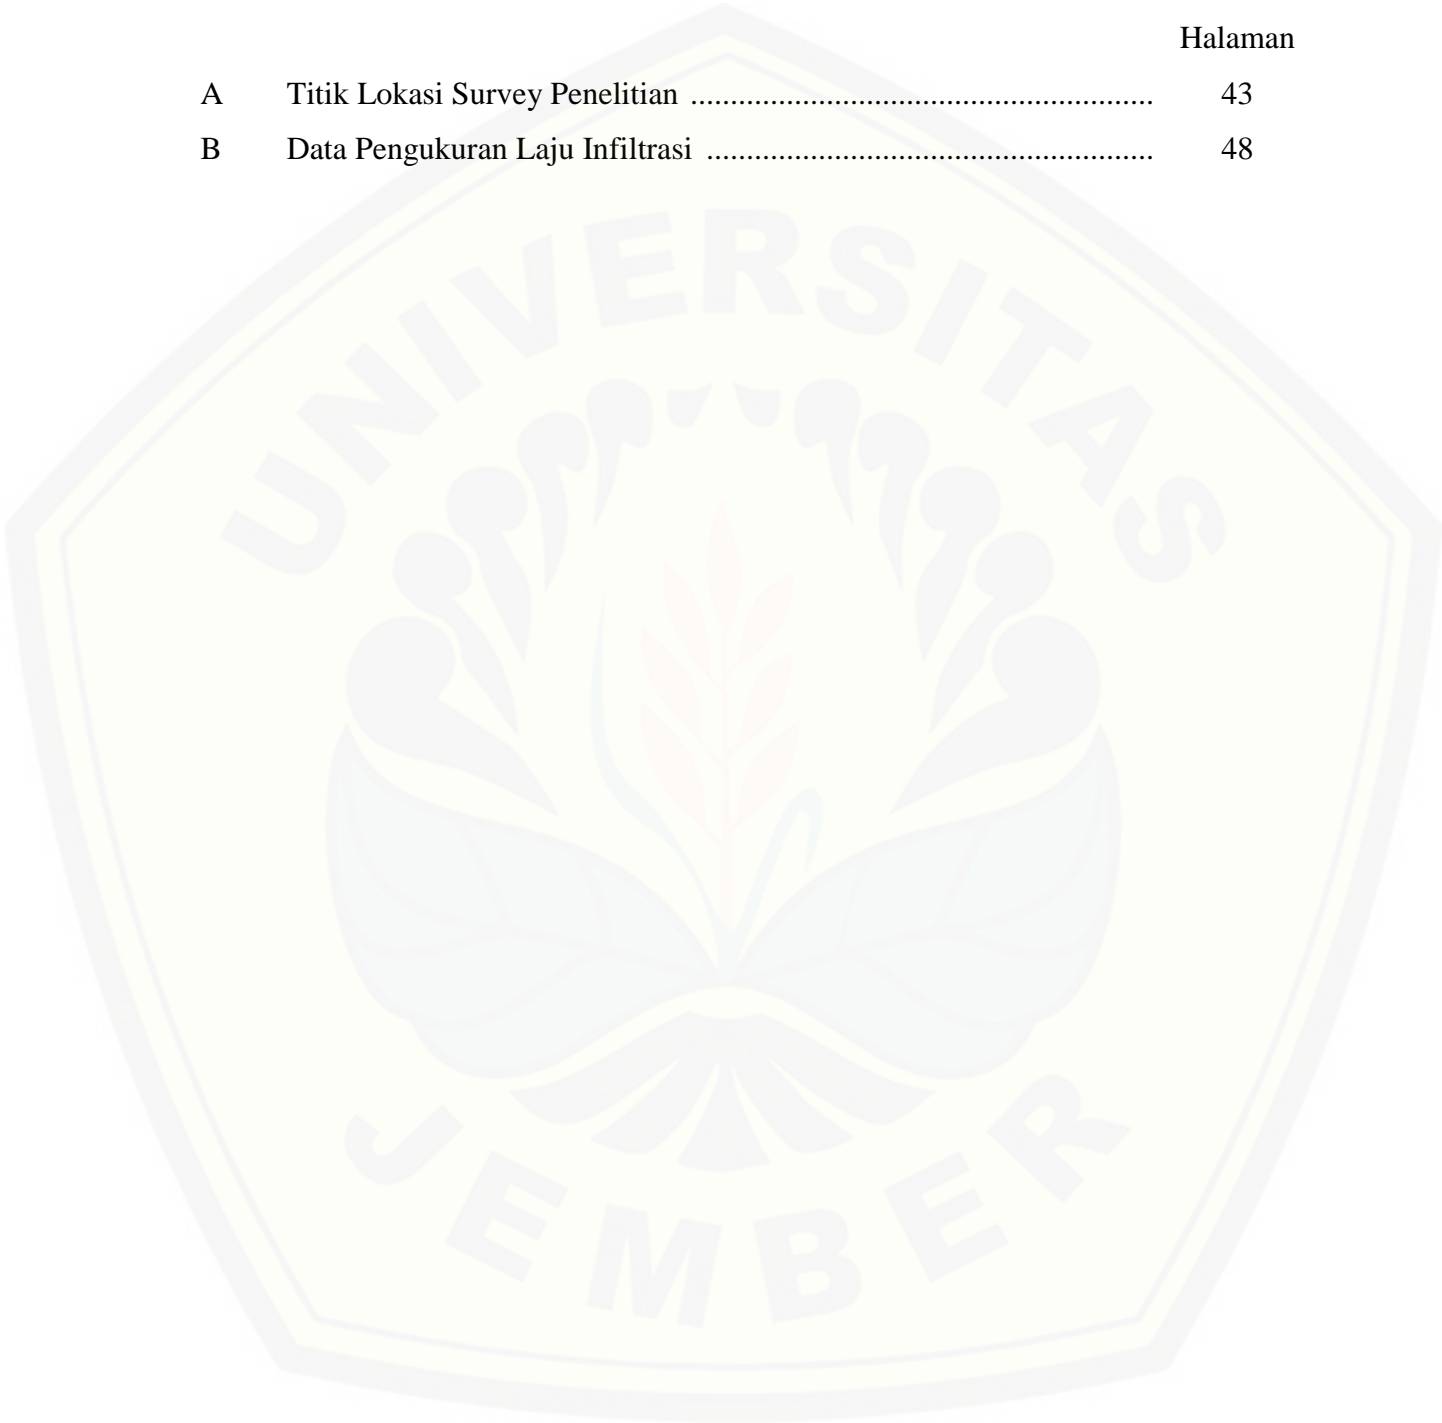 Halaman
A Titik Lokasi Survey Penelitian .......................................................... 43
B Data Pengukuran Laju Infiltrasi ........................................................ 48
UNIVERSITAS
JEMBER